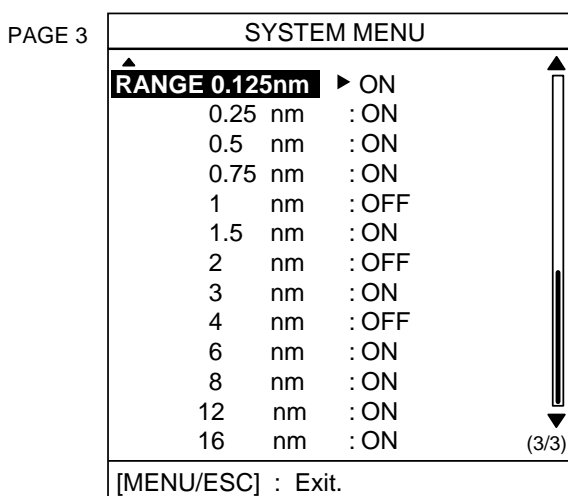 PAGE 3
SYSTEM MENU
RANGE 0.125nm ▶ ON
0.25 nm : ON
0.5 nm : ON
0.75 nm : ON
1 nm : OFF
1.5 nm : ON
2 nm : OFF
3 nm : ON
4 nm : OFF
6 nm : ON
8 nm : ON
12 nm : ON
16 nm : ON
(3/3)
[MENU/ESC] : Exit.